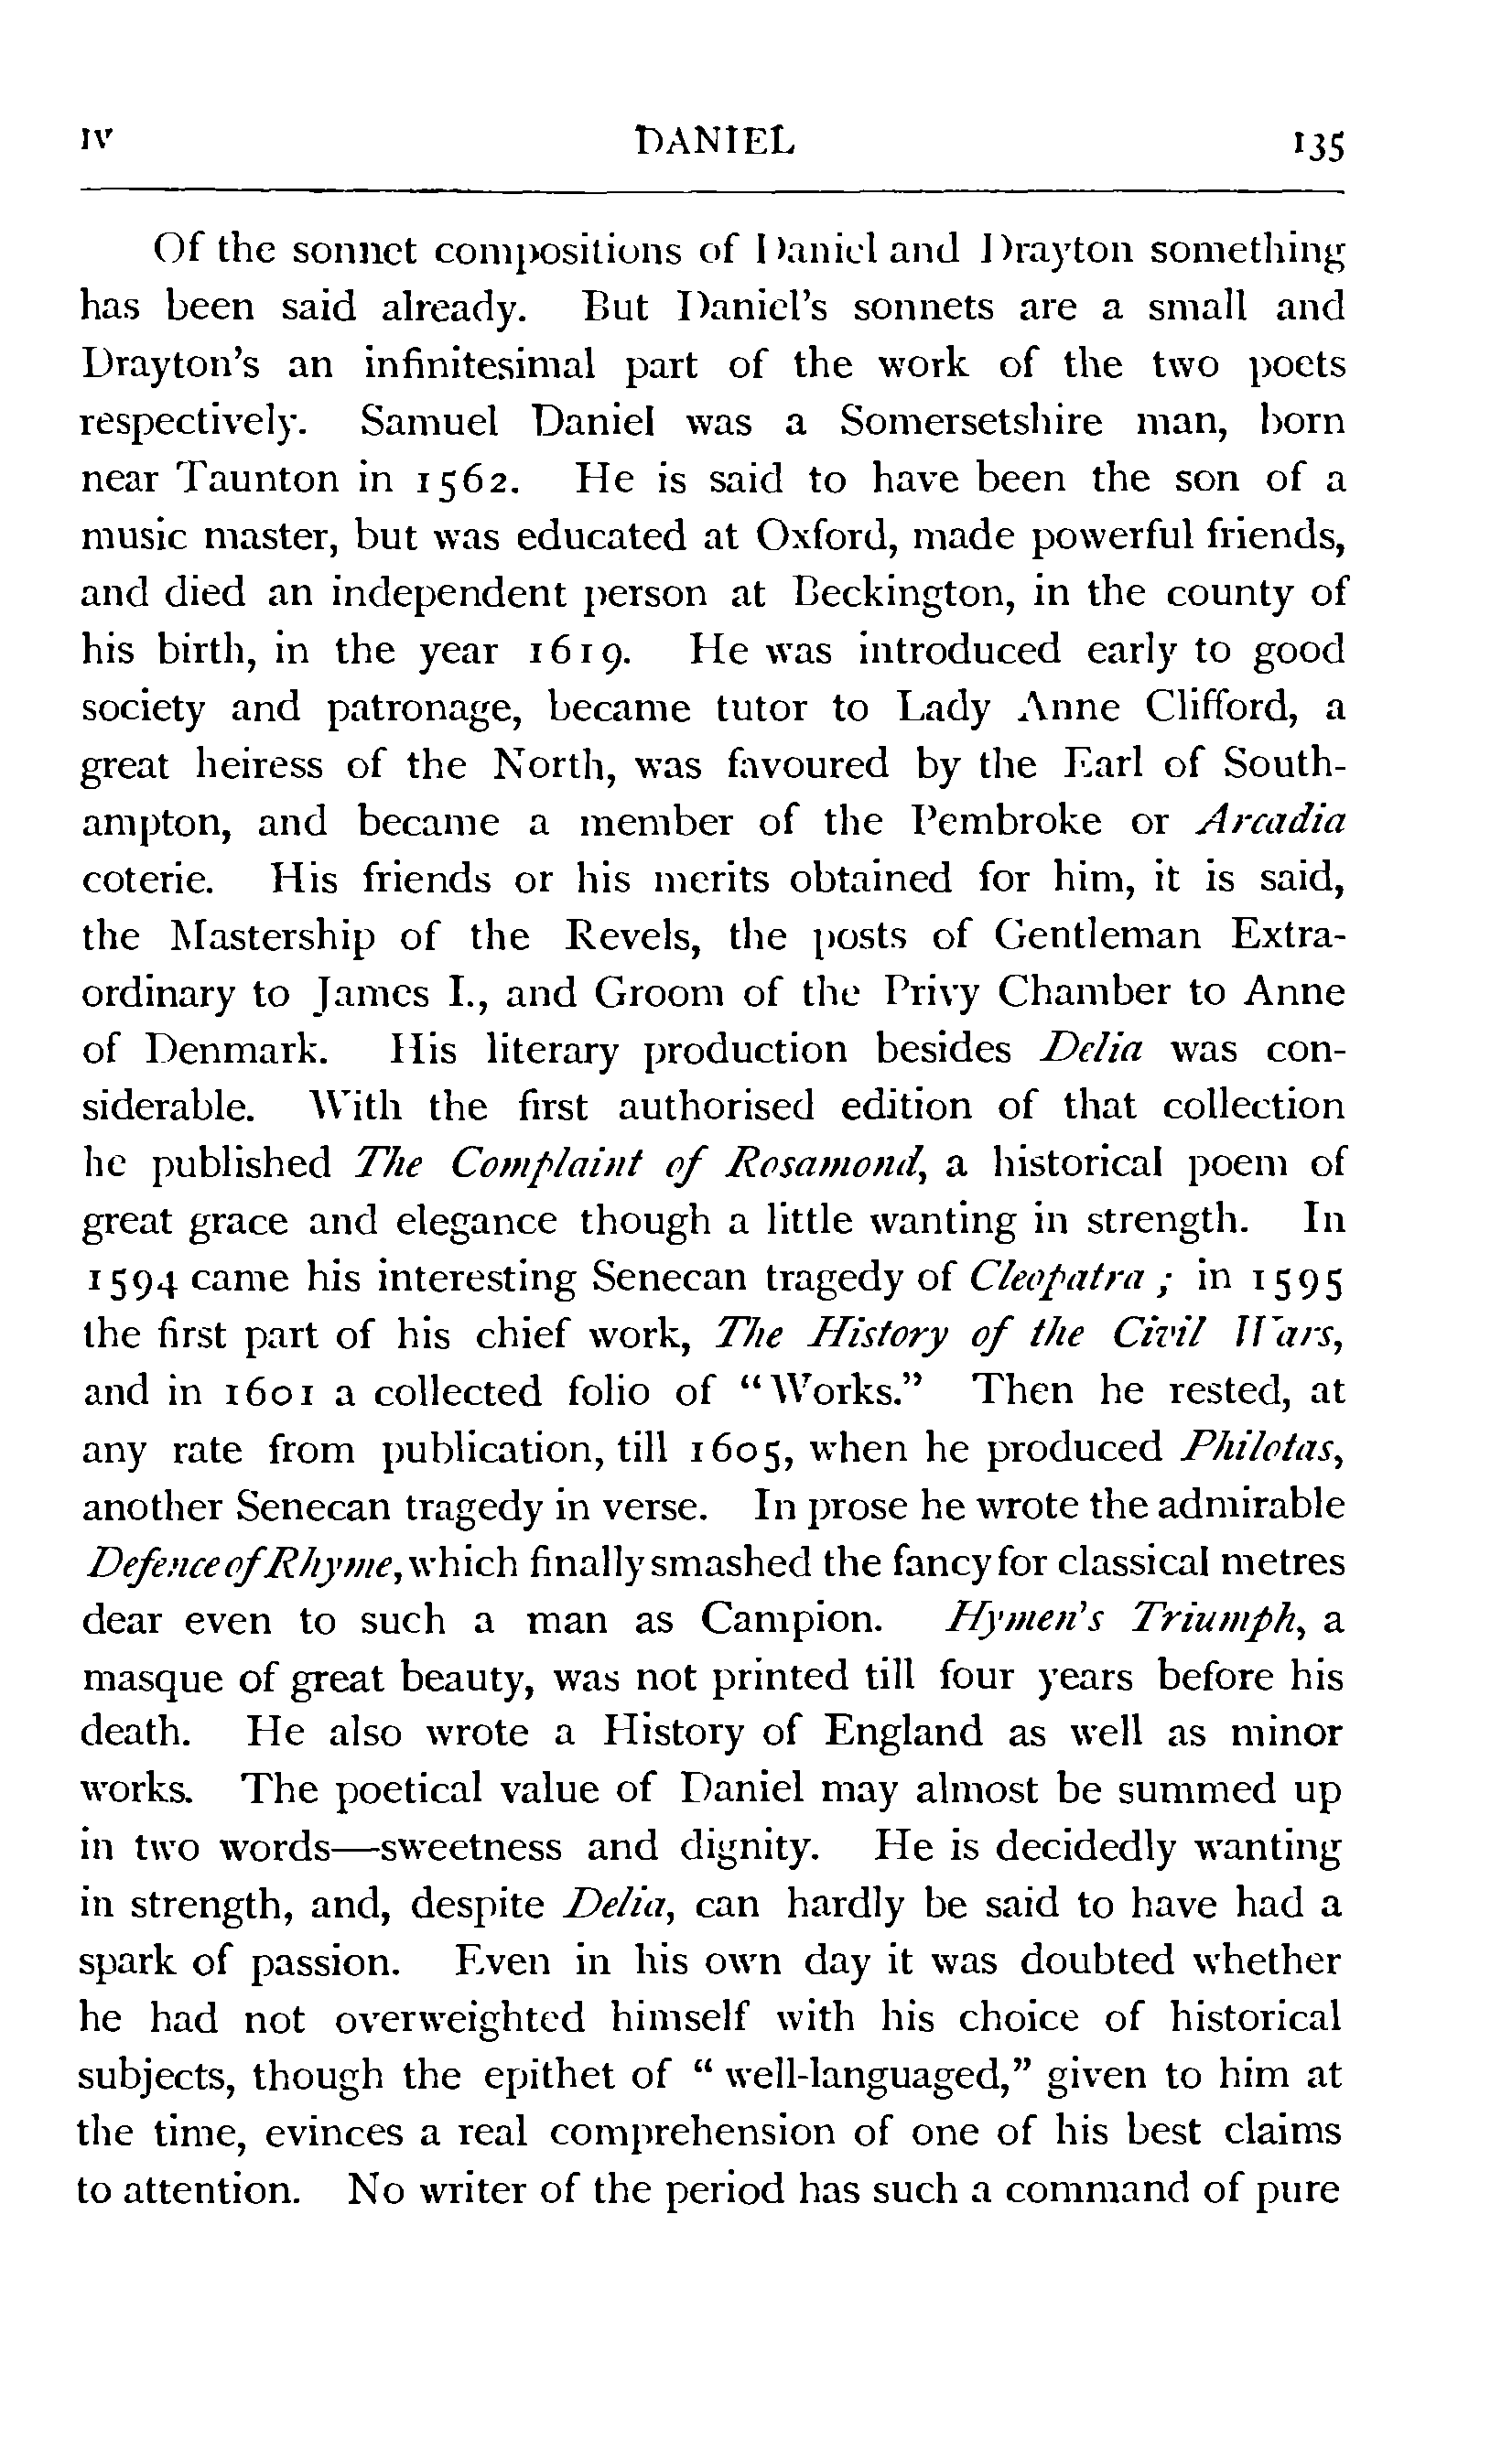 IV DANIEL 135
Of the sonnet compositions of Daniel and Drayton something
has been said already. But Daniel's sonnets are a small and
Drayton's an infinitesimal part of the work of the two poets
respectively. Samuel Daniel was a Somersetshire man, born
near Taunton in 1562. He is said to have been the son of a
music master, but was educated at Oxford, made powerful friends,
and died an independent person at Beckington, in the county of
his birth, in the year 1619. He was introduced early to good
society and patronage, became tutor to Lady Anne Clifford, a
great heiress of the North, was favoured by the Earl of South-
ampton, and became a member of the Pembroke or Arcadia
coterie. His friends or his merits obtained for him, it is said,
the Mastership of the Revels, the posts of Gentleman Extra-
ordinary to James I., and Groom of the Privy Chamber to Anne
of Denmark. His literary production besides Delia was con-
siderable. With the first authorised edition of that collection
he published The Complaint of Rosamond, a historical poem of
great grace and elegance though a little wanting in strength. In
1594 came his interesting Senecan tragedy of Cleopatra; in 1595
the first part of his chief work, The History of the Civil Wars,
and in 1601 a collected folio of "Works." Then he rested, at
any rate from publication, till 1605, when he produced Philotas,
another Senecan tragedy in verse. In prose he wrote the admirable
Defence of Rhyme, which finally smashed the fancy for classical metres
dear even to such a man as Campion. Hymen's Triumph, a
masque of great beauty, was not printed till four years before his
death. He also wrote a History of England as well as minor
works. The poetical value of Daniel may almost be summed up
in two words—sweetness and dignity. He is decidedly wanting
in strength, and, despite Delia, can hardly be said to have had a
spark of passion. Even in his own day it was doubted whether
he had not overweighted himself with his choice of historical
subjects, though the epithet of "well-languaged," given to him at
the time, evinces a real comprehension of one of his best claims
to attention. No writer of the period has such a command of pure